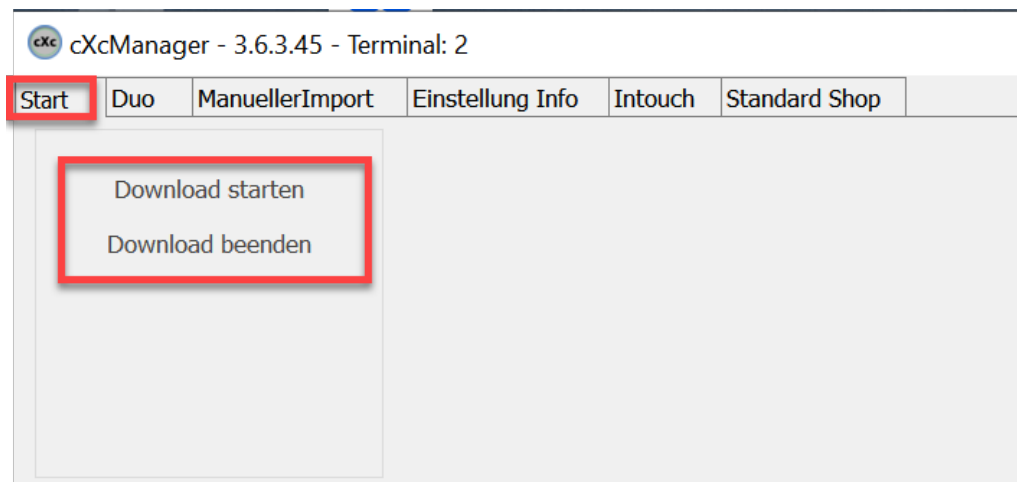 cXc cXcManager - 3.6.3.45 - Terminal: 2
Start Duo ManuellerImport Einstellung Info Intouch Standard Shop
Download starten
Download beenden